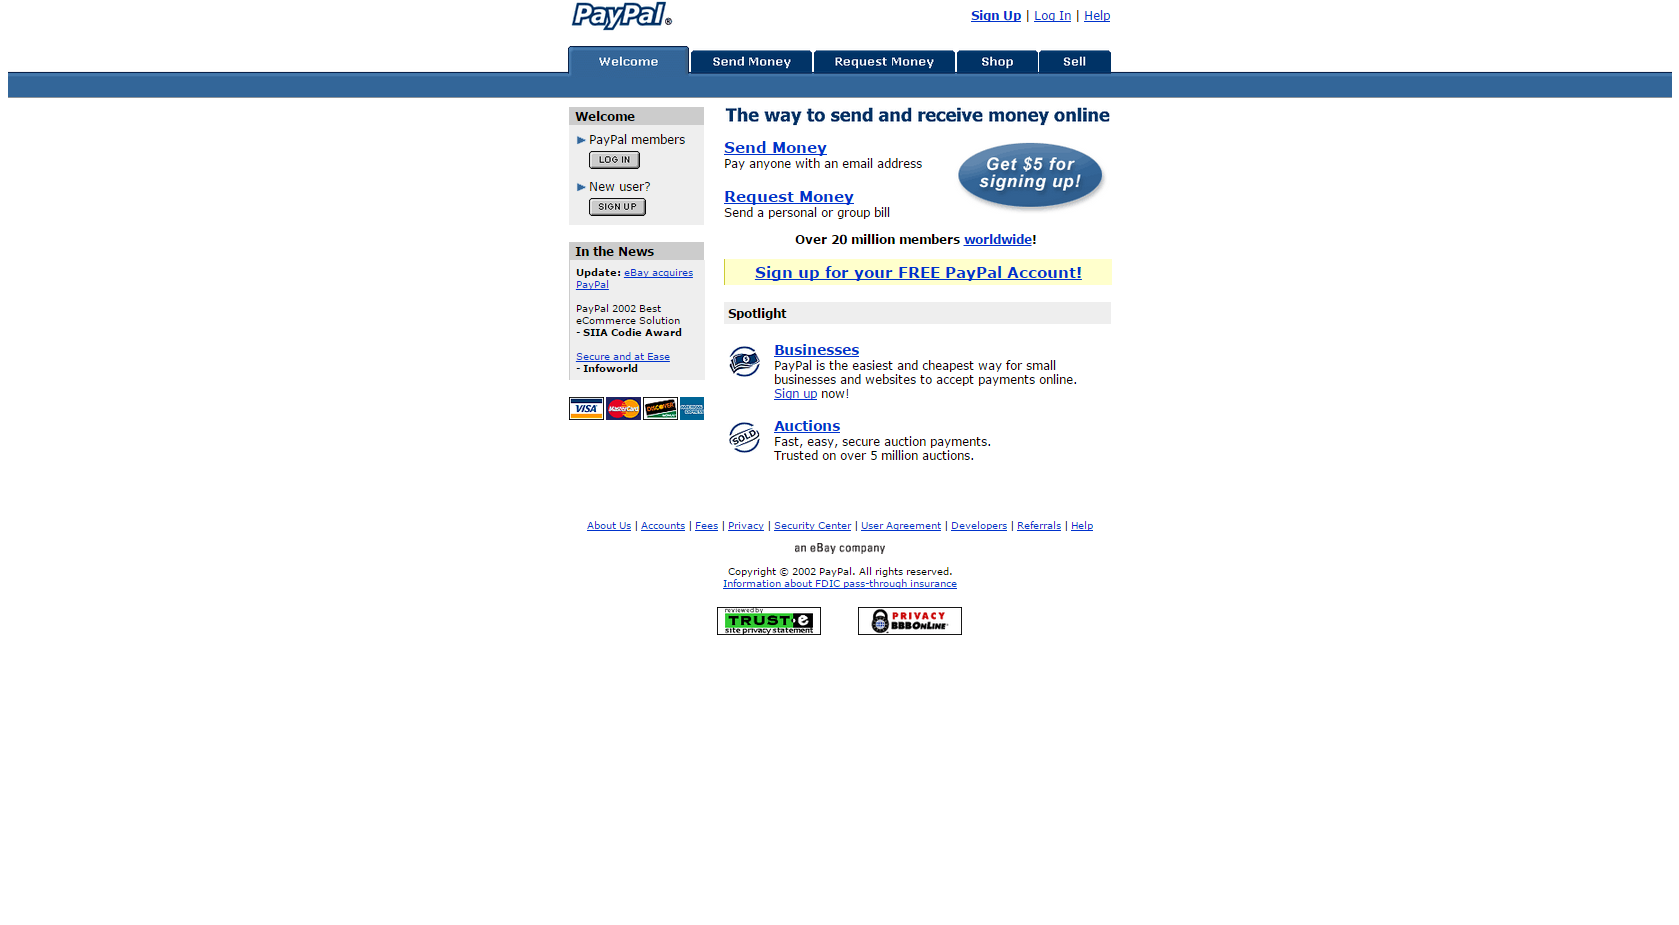 PayPal®
Sign Up | Log In | Help
Welcome
Send Money
Request Money
Shop
Sell
Welcome
PayPal members
LOG IN
New user?
SIGN UP
In the News
Update: eBay acquires
PayPal
PayPal 2002 Best
eCommerce Solution
- SIIA Codie Award
Secure and at Ease
- Infoworld
VISA
MasterCard
DISCOVER
AMERICAN
EXPRESS
The way to send and receive money online
Send Money
Pay anyone with an email address
Request Money
Send a personal or group bill
Get $5 for
signing up!
Over 20 million members worldwide!
Sign up for your FREE PayPal Account!
Spotlight
Businesses
PayPal is the easiest and cheapest way for small
businesses and websites to accept payments online.
Sign up now!
SOLD
Auctions
Fast, easy, secure auction payments.
Trusted on over 5 million auctions.
About Us | Accounts | Fees | Privacy | Security Center | User Agreement | Developers | Referrals | Help
an eBay company
Copyright © 2002 PayPal. All rights reserved.
Information about FDIC pass-through insurance
reviewed by
TRUST·e
site privacy statement
PRIVACY
BBBONLINE